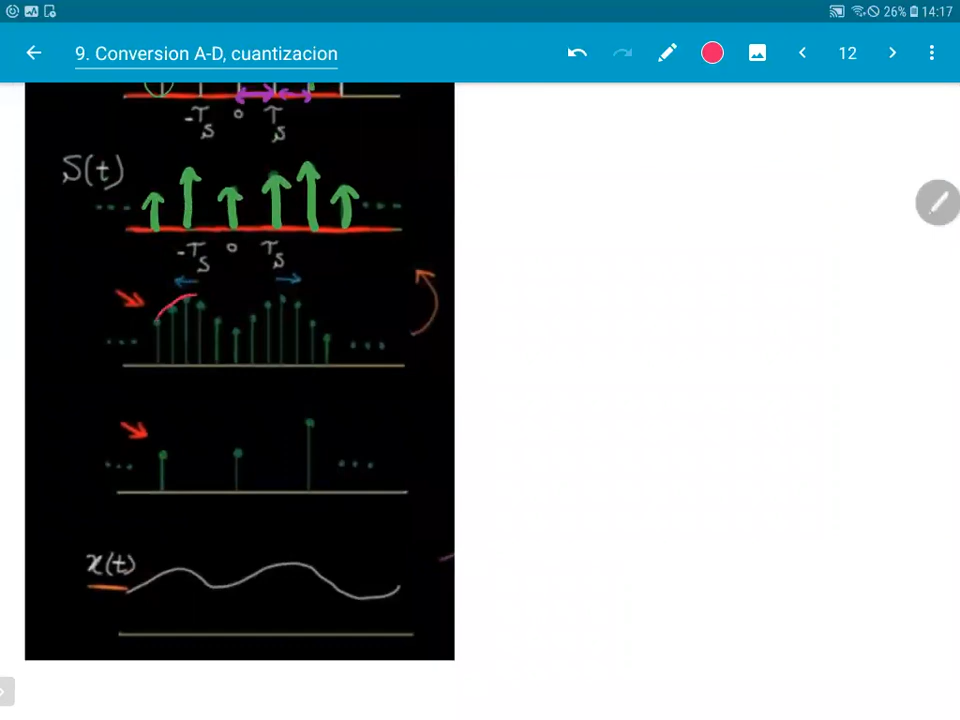 26% 14:17
9. Conversion A-D, cuantizacion
12
-Ts 0 Ts
S(t)
-Ts 0 Ts
x(t)